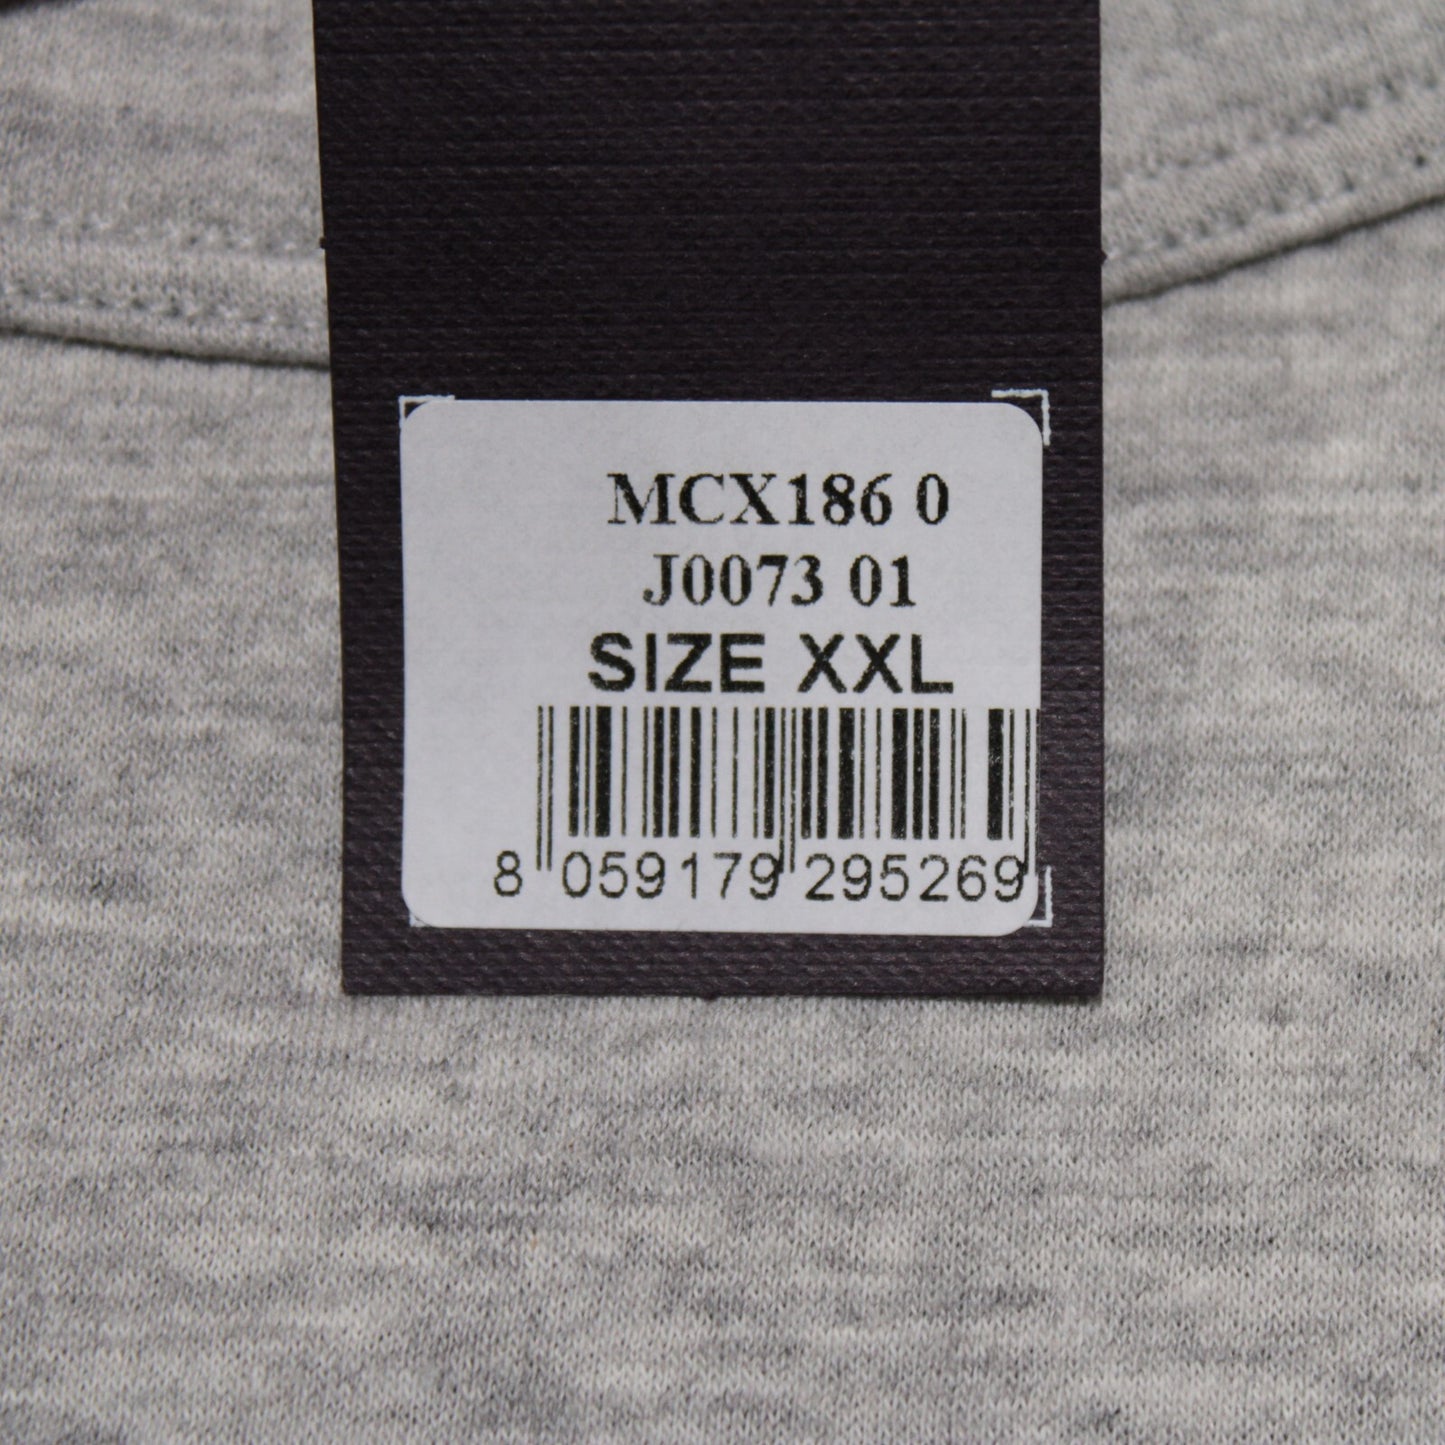 MCX186 0
J0073 01
SIZE XXL
8 059179 295269